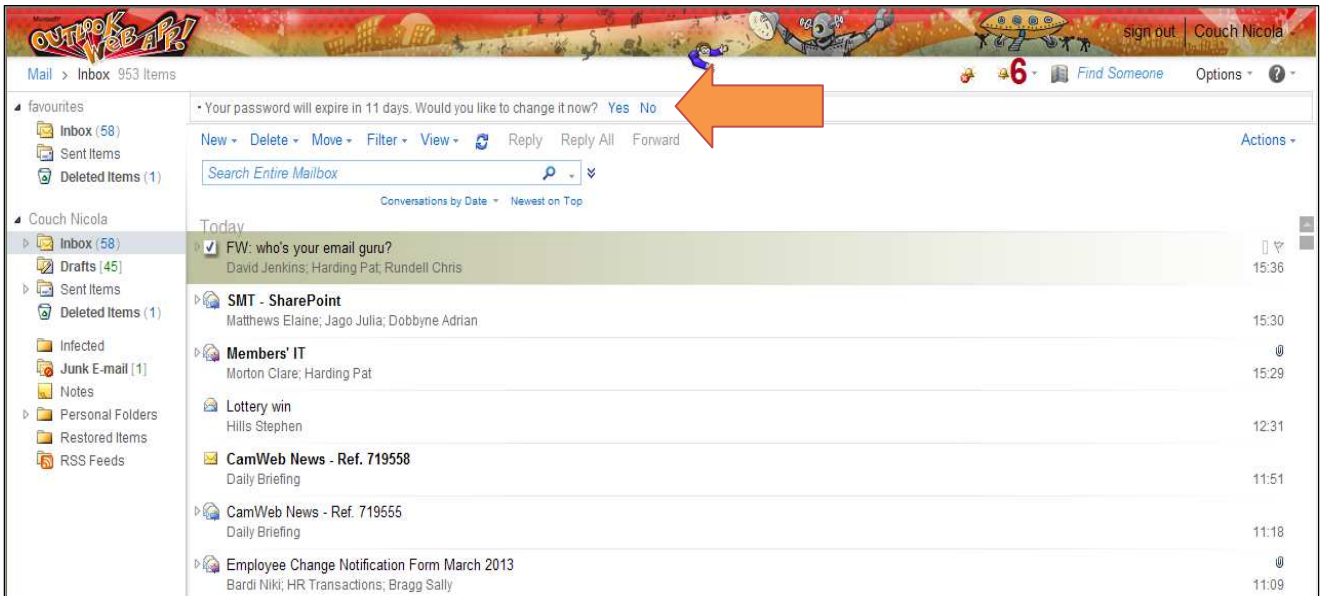 Microsoft
OUTLOOK WEB APP!
sign out | Couch Nicola
Mail > Inbox 953 Items
6
Find Someone
Options
favourites
Inbox (58)
Sent Items
Deleted Items (1)
Couch Nicola
Inbox (58)
Drafts [45]
Sent Items
Deleted Items (1)
Infected
Junk E-mail [1]
Notes
Personal Folders
Restored Items
RSS Feeds
• Your password will expire in 11 days. Would you like to change it now? Yes No
New Delete Move Filter View Reply Reply All Forward
Actions
Search Entire Mailbox
Conversations by Date Newest on Top
Today
FW: who's your email guru?
David Jenkins; Harding Pat; Rundell Chris 15:36
SMT - SharePoint
Matthews Elaine; Jago Julia; Dobbyne Adrian 15:30
Members' IT
Morton Clare; Harding Pat 15:29
Lottery win
Hills Stephen 12:31
CamWeb News - Ref. 719558
Daily Briefing 11:51
CamWeb News - Ref. 719555
Daily Briefing 11:18
Employee Change Notification Form March 2013
Bardi Niki; HR Transactions; Bragg Sally 11:09